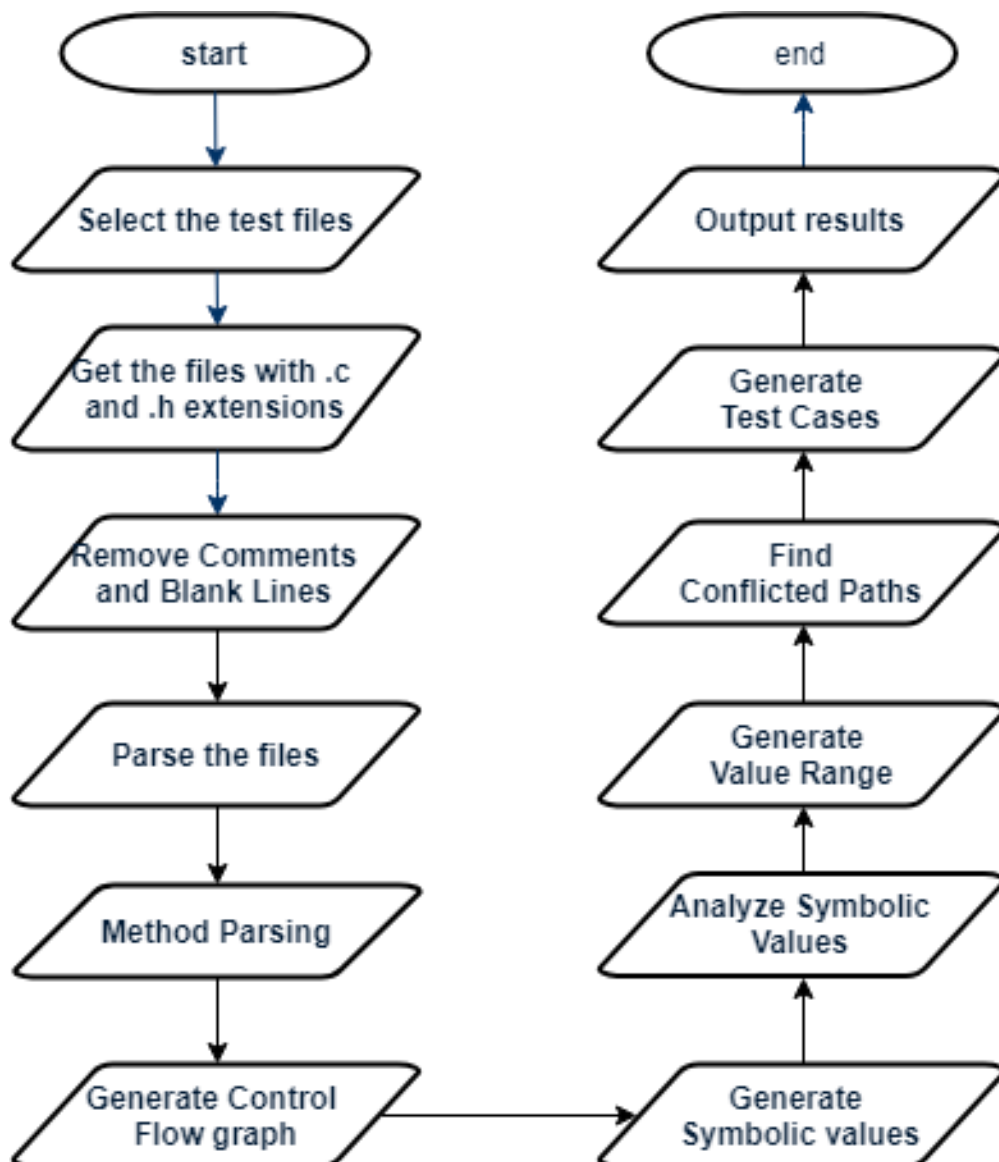 start
Select the test files
Get the files with .c
and .h extensions
Remove Comments
and Blank Lines
Parse the files
Method Parsing
Generate Control
Flow graph
Generate
Symbolic values
Analyze Symbolic
Values
Generate
Value Range
Find
Conflicted Paths
Generate
Test Cases
Output results
end